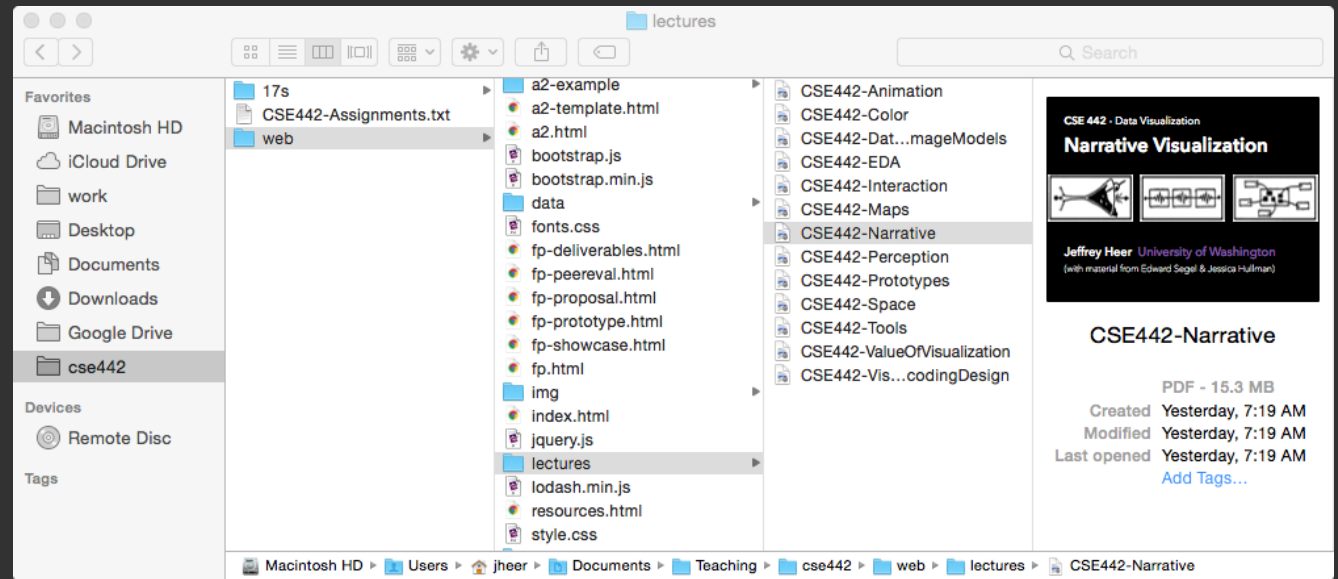 lectures
Search
Favorites
Macintosh HD
iCloud Drive
work
Desktop
Documents
Downloads
Google Drive
cse442
Devices
Remote Disc
Tags
17s
CSE442-Assignments.txt
web
a2-example
a2-template.html
a2.html
bootstrap.js
bootstrap.min.js
data
fonts.css
fp-deliverables.html
fp-peereval.html
fp-proposal.html
fp-prototype.html
fp-showcase.html
fp.html
img
index.html
jquery.js
lectures
lodash.min.js
resources.html
style.css
CSE442-Animation
CSE442-Color
CSE442-Dat...mageModels
CSE442-EDA
CSE442-Interaction
CSE442-Maps
CSE442-Narrative
CSE442-Perception
CSE442-Prototypes
CSE442-Space
CSE442-Tools
CSE442-ValueOfVisualization
CSE442-Vis...codingDesign
CSE 442 - Data Visualization
Narrative Visualization
Jeffrey Heer University of Washington
(with material from Edward Segel & Jessica Hullman)
CSE442-Narrative
PDF - 15.3 MB
Created Yesterday, 7:19 AM
Modified Yesterday, 7:19 AM
Last opened Yesterday, 7:19 AM
Add Tags...
Macintosh HD Users jheer Documents Teaching cse442 web lectures CSE442-Narrative